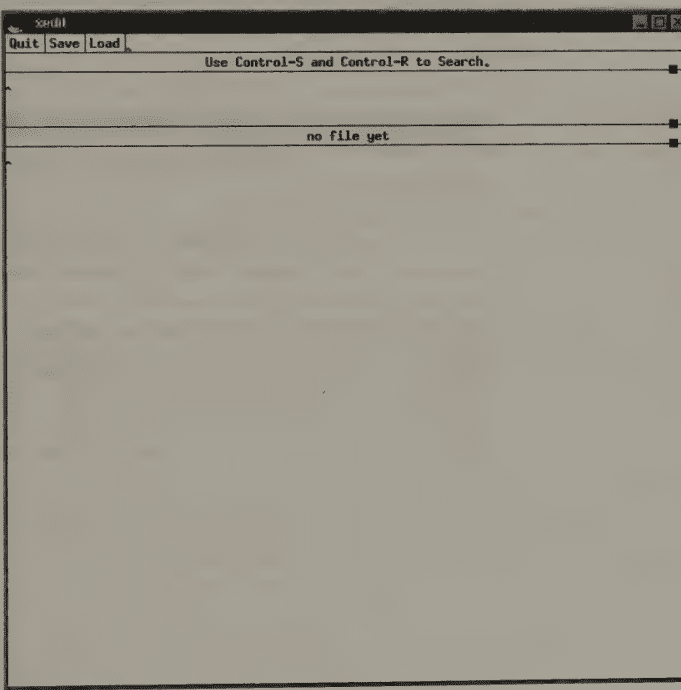 xedit
Quit Save Load
Use Control-S and Control-R to Search.
no file yet